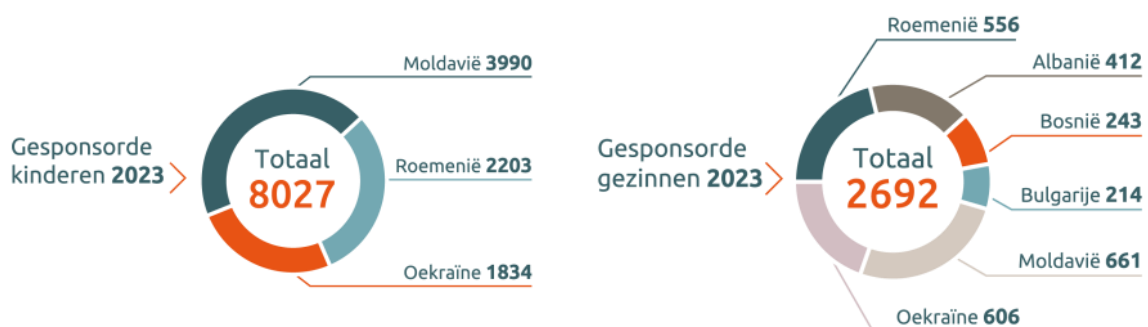 Moldavië 3990
Gesponsorde
kinderen 2023
Totaal
8027
Roemenië 2203
Oekraïne 1834
Roemenië 556
Albanië 412
Bosnië 243
Gesponsorde
gezinnen 2023
Totaal
2692
Bulgarije 214
Moldavië 661
Oekraïne 606